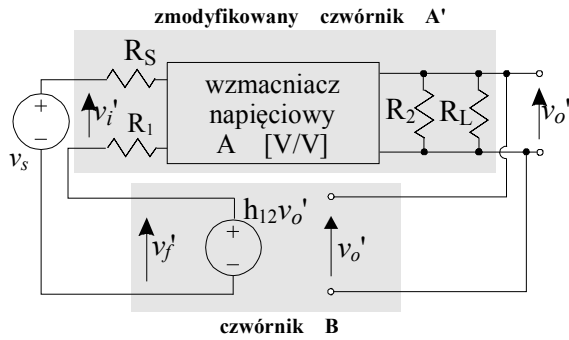 zmodyfikowany czwórnik A'
R_S
wzmacniacz
napięciowy
A [V/V]
v_i'
R_1
R_2
R_L
v_o'
v_s
+
−
h_12v_o'
v_f'
+
−
v_o'
czwórnik B